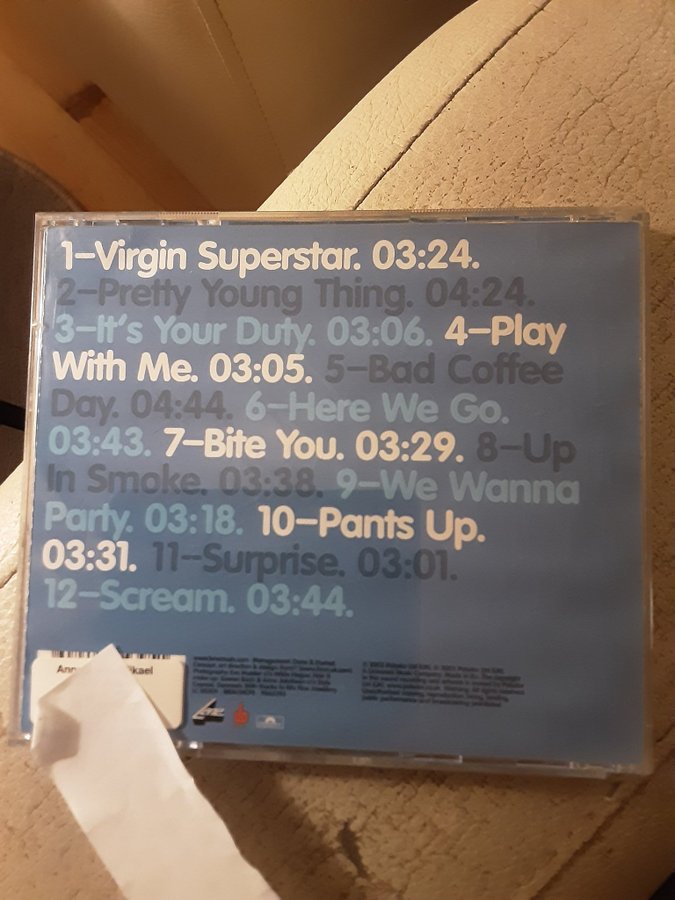 1–Virgin Superstar. 03:24.
2–Pretty Young Thing. 04:24.
3–It's Your Duty. 03:06. 4–Play
With Me. 03:05. 5–Bad Coffee
Day. 04:44. 6–Here We Go.
03:43. 7–Bite You. 03:29. 8–Up
In Smoke. 03:38. 9–We Wanna
Party. 03:18. 10–Pants Up.
03:31. 11–Surprise. 03:01.
12–Scream. 03:44.